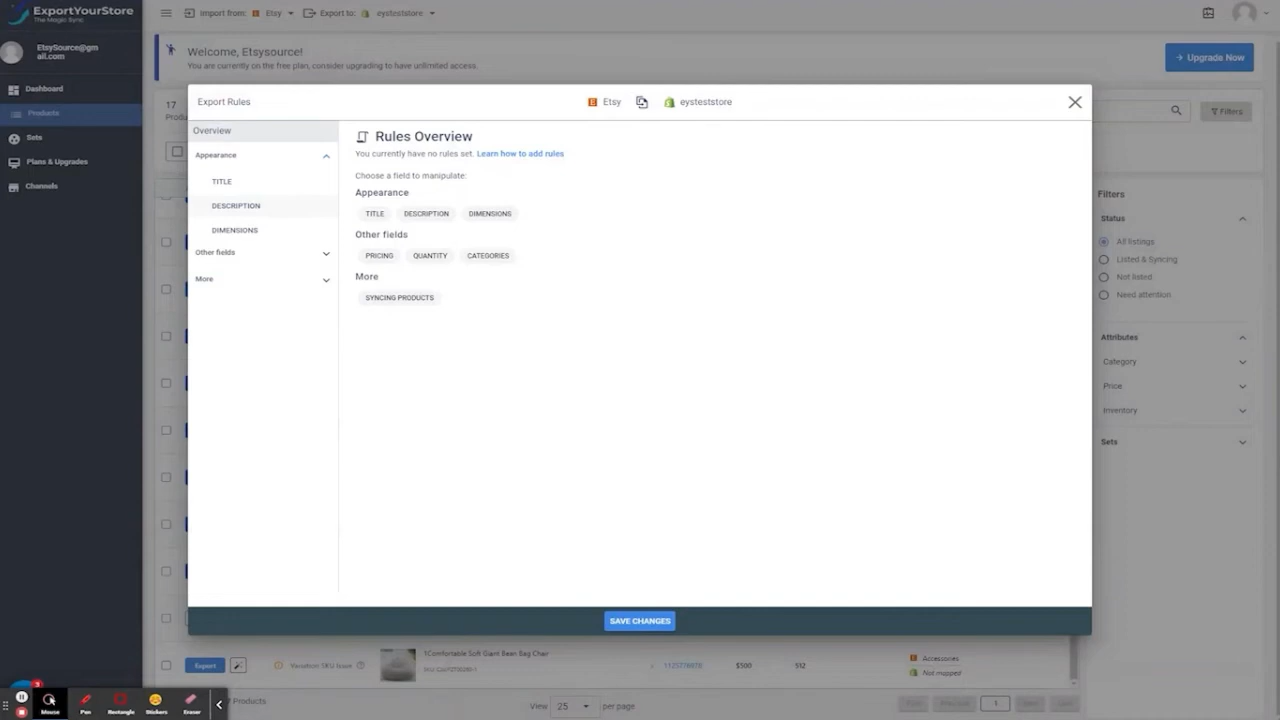 ExportYourStore
The Magic Sync
Import from: Etsy
Export to: eysteststore
EtsySource@gm
ail.com
Dashboard
Products
Sets
Plans & Upgrades
Channels
Welcome, Etsysource!
You are currently on the free plan, consider upgrading to have unlimited access.
Upgrade Now
17
Produ
Filters
Export Rules
Etsy
eysteststore
Overview
Appearance
TITLE
DESCRIPTION
DIMENSIONS
Other fields
More
Rules Overview
You currently have no rules set. Learn how to add rules
Choose a field to manipulate:
Appearance
TITLE DESCRIPTION DIMENSIONS
Other fields
PRICING QUANTITY CATEGORIES
More
SYNCING PRODUCTS
SAVE CHANGES
Filters
Status
All listings
Listed & Syncing
Not listed
Need attention
Attributes
Category
Price
Inventory
Sets
Export
Variation: SKU Issue
1Comfortable Soft Giant Bean Bag Chair
$500
512
Accessories
Not mapped
Products
View 25 per page
1
3
Mouse
Pen
Rectangle
Stickers
Eraser